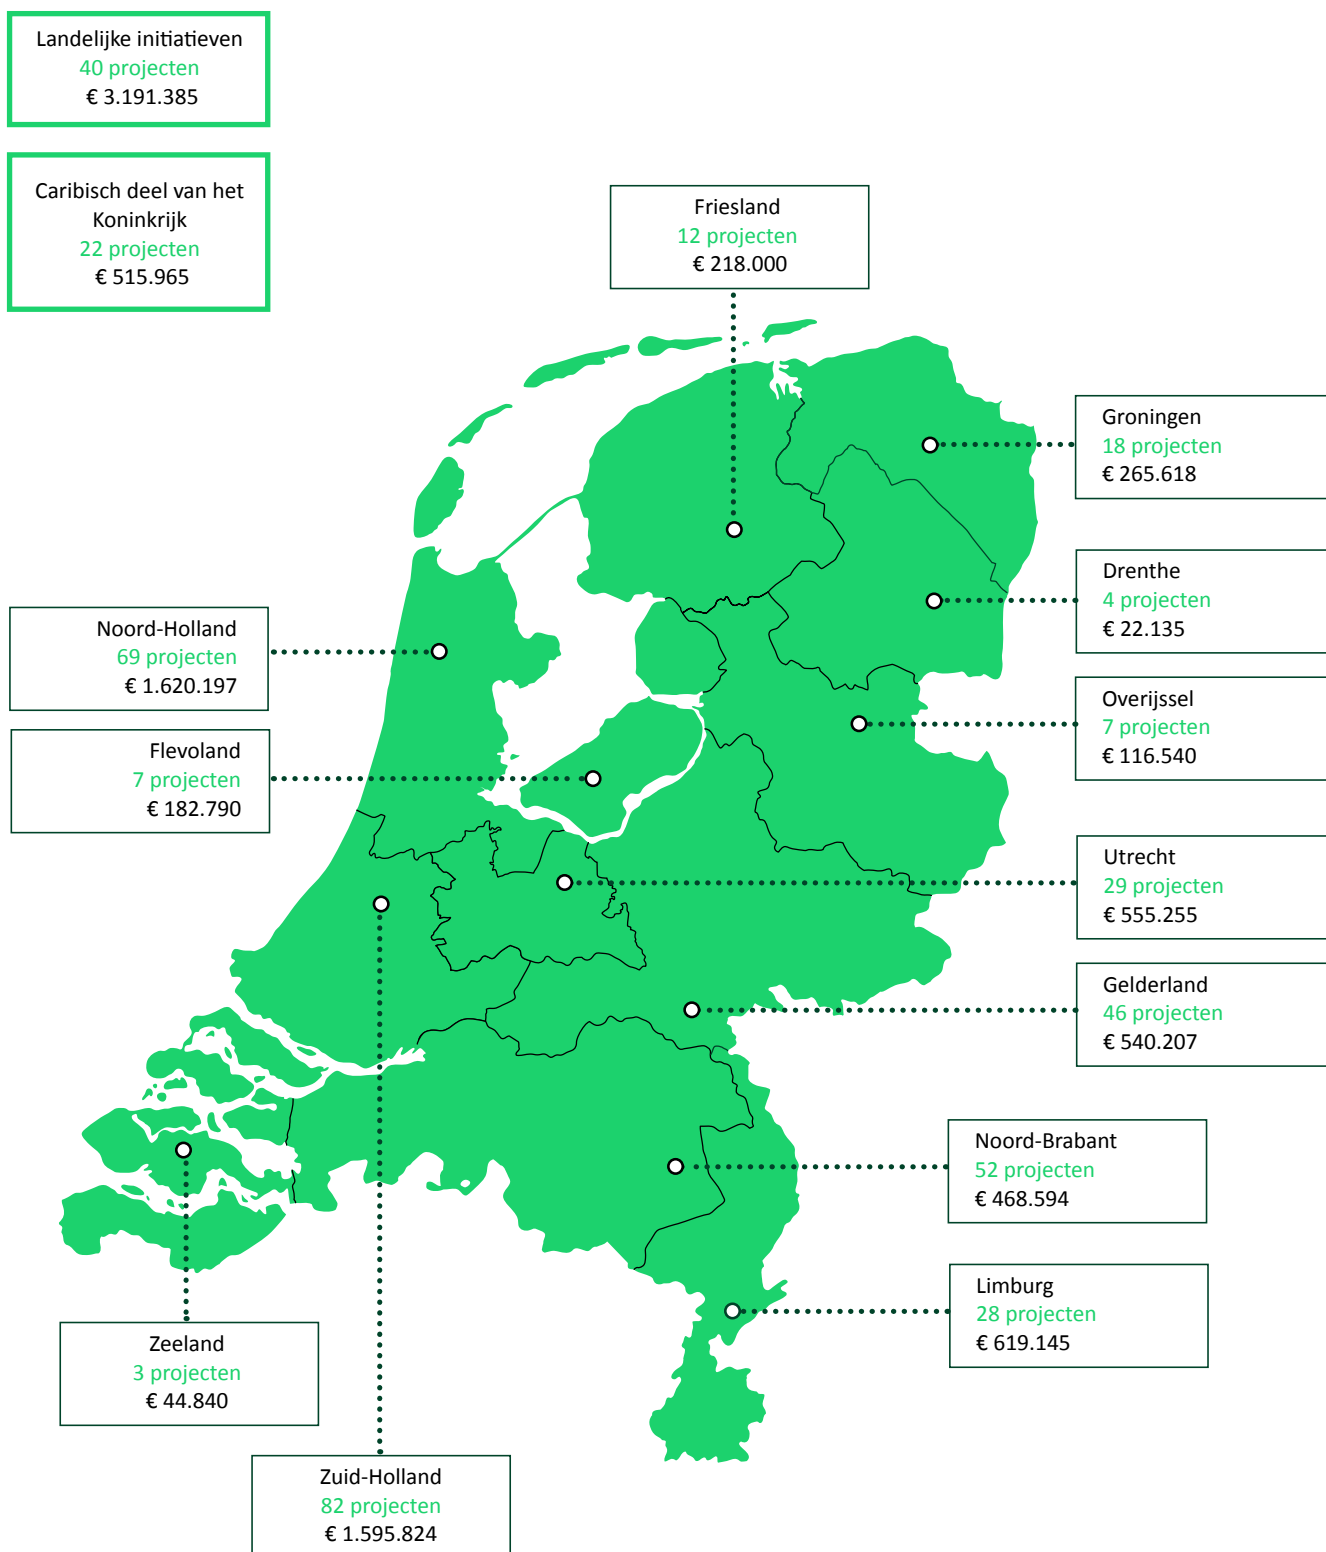 Landelijke initiatieven
40 projecten
€ 3.191.385
Caribisch deel van het
Koninkrijk
22 projecten
€ 515.965
Friesland
12 projecten
€ 218.000
Groningen
18 projecten
€ 265.618
Drenthe
4 projecten
€ 22.135
Noord-Holland
69 projecten
€ 1.620.197
Overijssel
7 projecten
€ 116.540
Flevoland
7 projecten
€ 182.790
Utrecht
29 projecten
€ 555.255
Gelderland
46 projecten
€ 540.207
Noord-Brabant
52 projecten
€ 468.594
Limburg
28 projecten
€ 619.145
Zeeland
3 projecten
€ 44.840
Zuid-Holland
82 projecten
€ 1.595.824